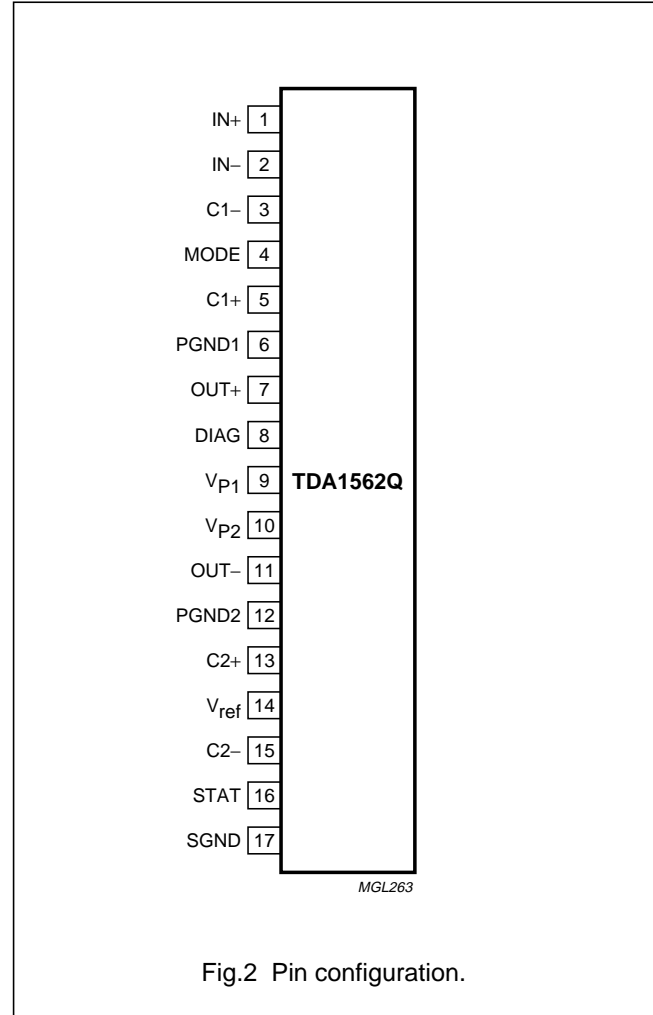 IN+ 1
IN− 2
C1− 3
MODE 4
C1+ 5
PGND1 6
OUT+ 7
DIAG 8
VP1 9 TDA1562Q
VP2 10
OUT− 11
PGND2 12
C2+ 13
Vref 14
C2− 15
STAT 16
SGND 17
MGL263
Fig.2 Pin configuration.